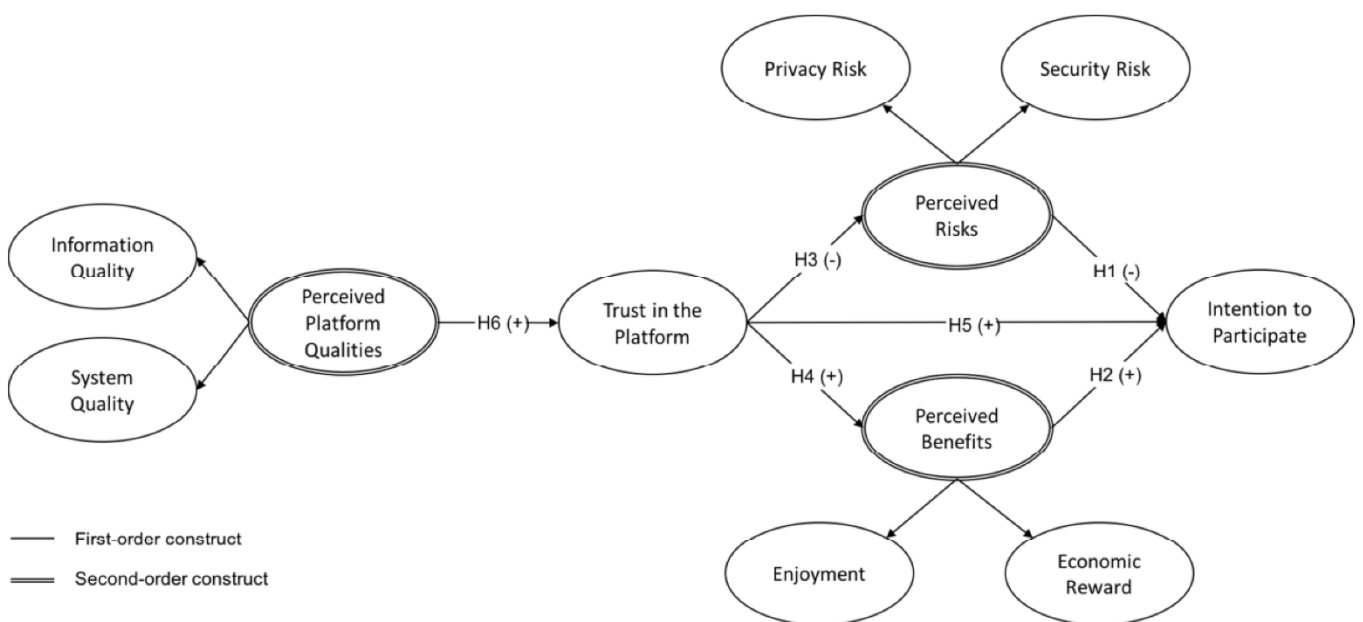 Privacy Risk
Security Risk
Perceived
Risks
Information
Quality
H3 (-)
H1 (-)
Perceived
Platform
Qualities
H6 (+)
Trust in the
Platform
H5 (+)
Intention to
Participate
System
Quality
H4 (+)
H2 (+)
Perceived
Benefits
First-order construct
Second-order construct
Enjoyment
Economic
Reward